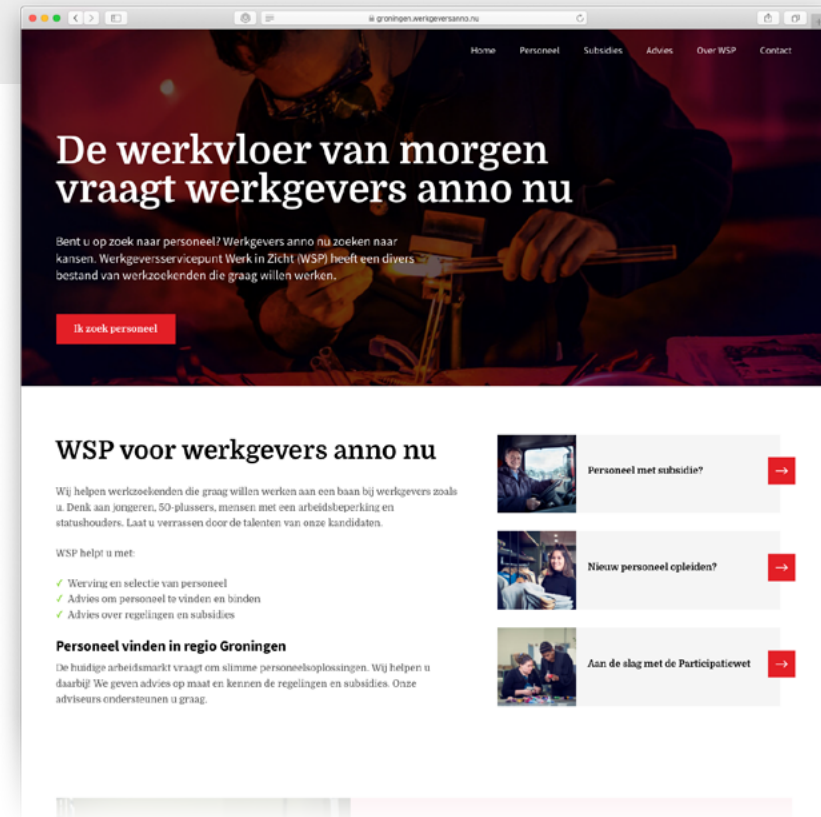 groningen.werkgeversanno.nu
Home Personeel Subsidies Advies Over WSP Contact
De werkvloer van morgen
vraagt werkgevers anno nu
Bent u op zoek naar personeel? Werkgevers anno nu zoeken naar
kansen. Werkgeversservicepunt Werk in Zicht (WSP) heeft een divers
bestand van werkzoekenden die graag willen werken.
Ik zoek personeel
WSP voor werkgevers anno nu
Wij helpen werkzoekenden die graag willen werken aan een baan bij werkgevers zoals
u. Denk aan jongeren, 50-plussers, mensen met een arbeidsbeperking en
statushouders. Laat u verrassen door de talenten van onze kandidaten.
WSP helpt u met:
✓ Werving en selectie van personeel
✓ Advies om personeel te vinden en binden
✓ Advies over regelingen en subsidies
Personeel vinden in regio Groningen
De huidige arbeidsmarkt vraagt om slimme personeelsoplossingen. Wij helpen u
daarbij! We geven advies op maat en kennen de regelingen en subsidies. Onze
adviseurs ondersteunen u graag.
Personeel met subsidie?
Nieuw personeel opleiden?
Aan de slag met de Participatiewet